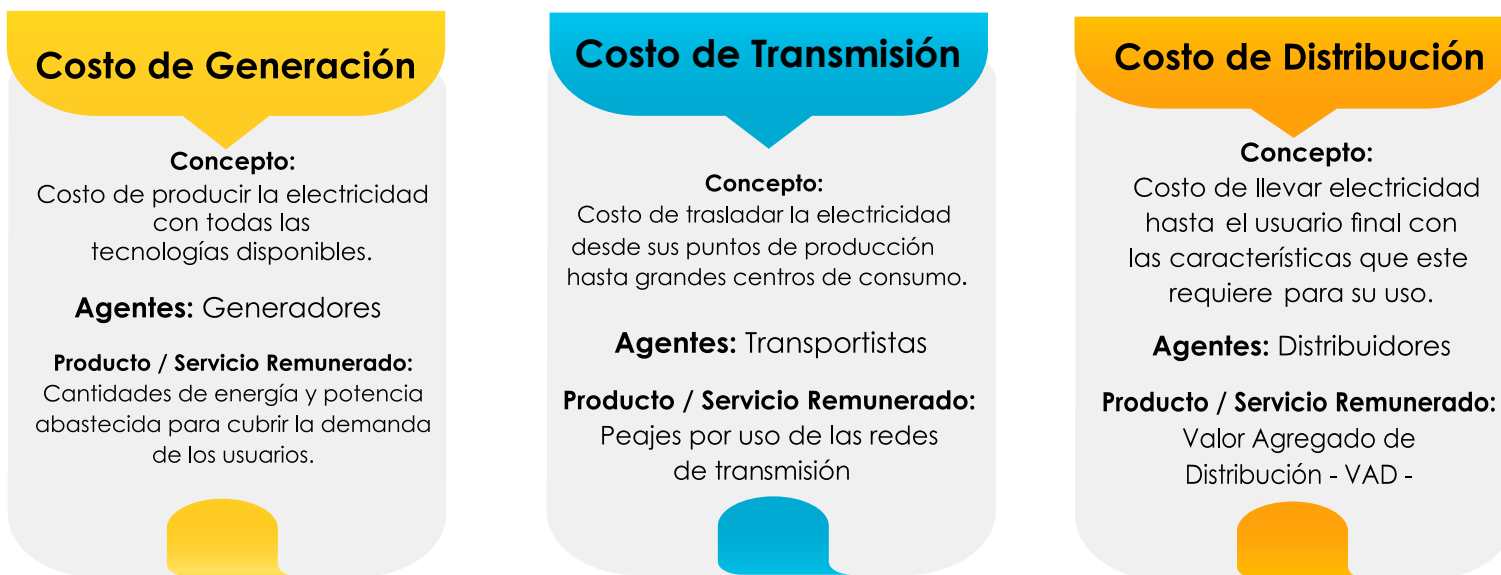 Costo de Generación
Concepto:
Costo de producir la electricidad
con todas las
tecnologías disponibles.
Agentes: Generadores
Producto / Servicio Remunerado:
Cantidades de energía y potencia
abastecida para cubrir la demanda
de los usuarios.
Costo de Transmisión
Concepto:
Costo de trasladar la electricidad
desde sus puntos de producción
hasta grandes centros de consumo.
Agentes: Transportistas
Producto / Servicio Remunerado:
Peajes por uso de las redes
de transmisión
Costo de Distribución
Concepto:
Costo de llevar electricidad
hasta el usuario final con
las características que este
requiere para su uso.
Agentes: Distribuidores
Producto / Servicio Remunerado:
Valor Agregado de
Distribución - VAD -